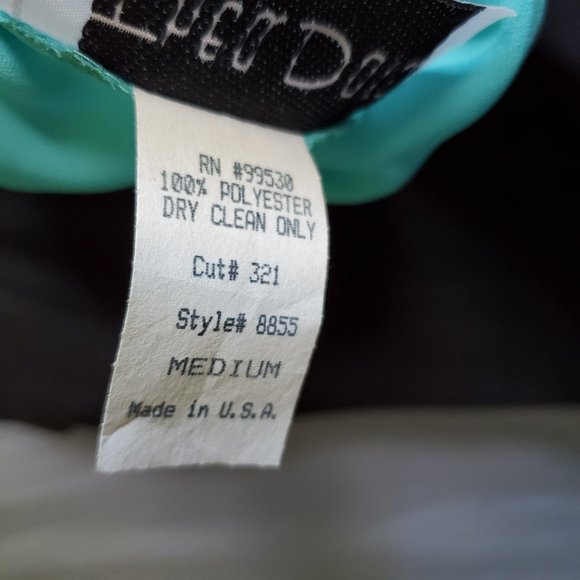 RN #99530
100% POLYESTER
DRY CLEAN ONLY
Cut# 321
Style# 8855
MEDIUM
Made in U.S.A.